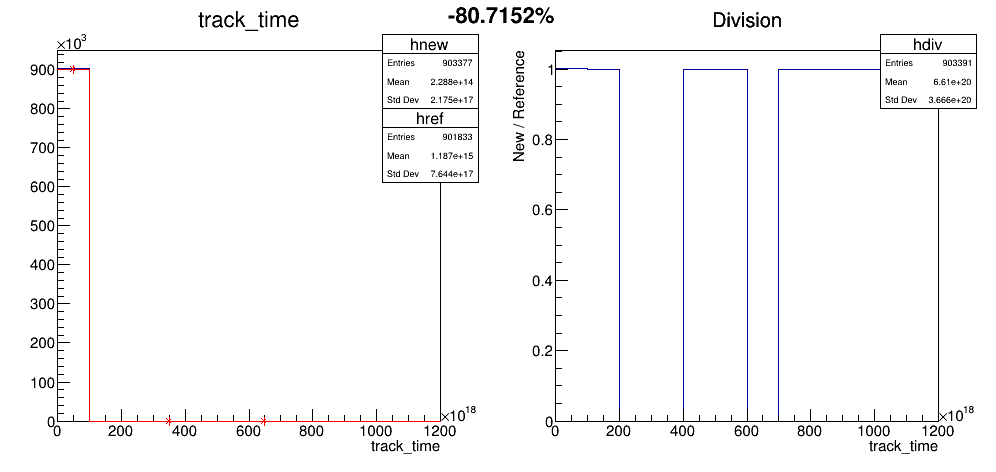 track_time
-80.7152%
Division
×10³
hnew
Entries 903377
Mean 2.288e+14
Std Dev 2.175e+17
href
Entries 901833
Mean 1.187e+15
Std Dev 7.644e+17
900
800
700
600
500
400
300
200
100
0
0 200 400 600 800 1000 1200
×10¹⁸
track_time
hdiv
Entries 903391
Mean 6.61e+20
Std Dev 3.666e+20
New / Reference
1
0.8
0.6
0.4
0.2
0
0 200 400 600 800 1000 1200
×10¹⁸
track_time